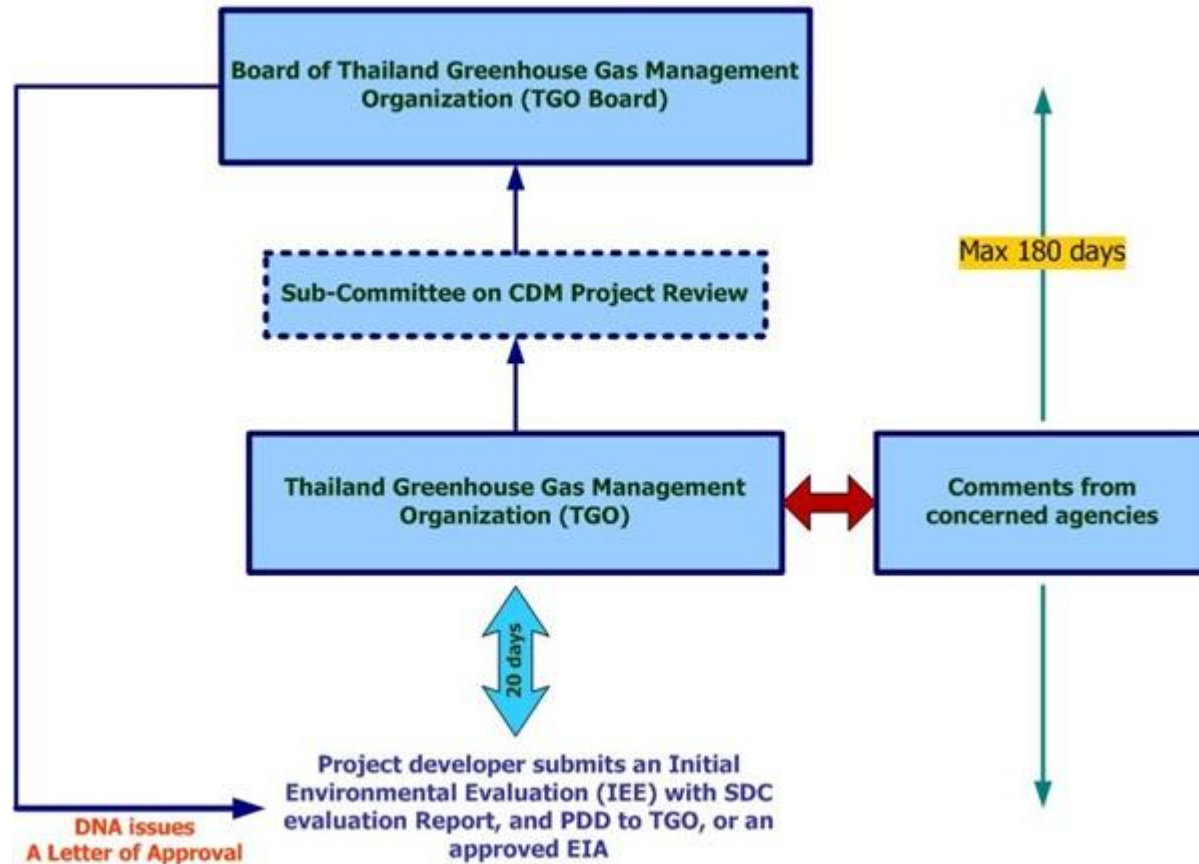 Board of Thailand Greenhouse Gas Management
Organization (TGO Board)
Max 180 days
Sub-Committee on CDM Project Review
Thailand Greenhouse Gas Management
Organization (TGO)
Comments from
concerned agencies
20 days
Project developer submits an Initial
Environmental Evaluation (IEE) with SDC
evaluation Report, and PDD to TGO, or an
approved EIA
DNA issues
A Letter of Approval